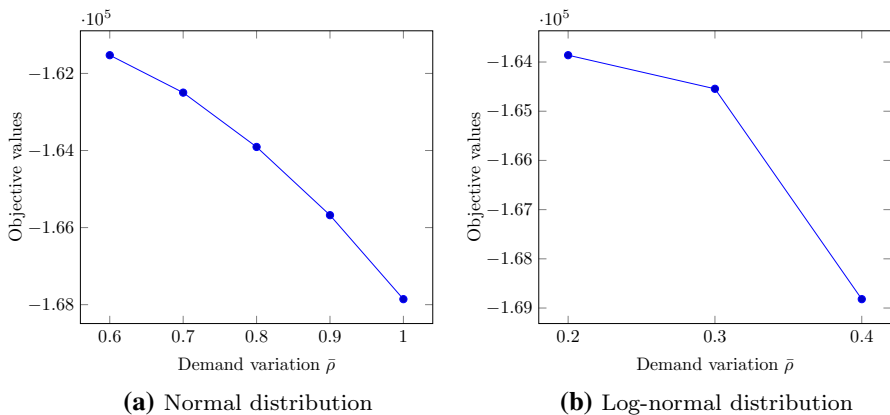 ·10⁵
−1.62
−1.64
−1.66
−1.68
Objective values
0.6 0.7 0.8 0.9 1
Demand variation ρ̄
(a) Normal distribution
·10⁵
−1.64
−1.65
−1.66
−1.67
−1.68
−1.69
Objective values
0.2 0.3 0.4
Demand variation ρ̄
(b) Log-normal distribution